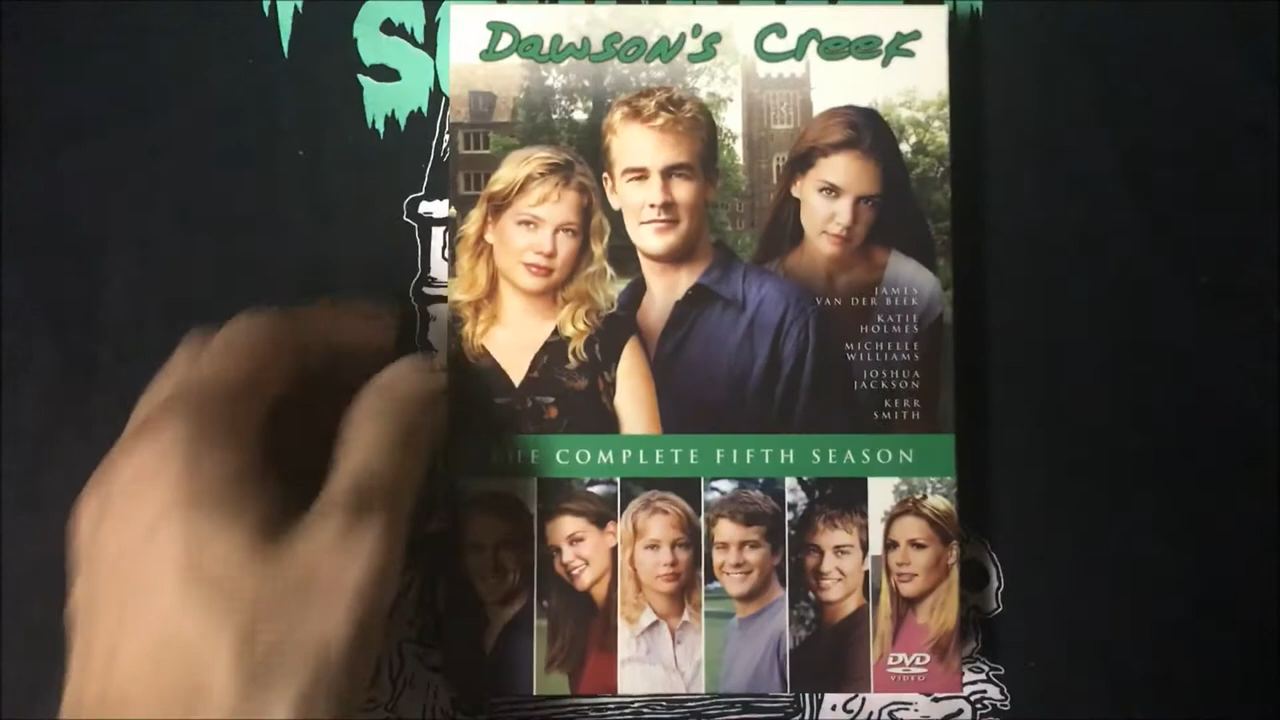 Dawson's Creek
JAMES
VAN DER BEEK
KATIE
HOLMES
MICHELLE
WILLIAMS
JOSHUA
JACKSON
KERR
SMITH
THE COMPLETE FIFTH SEASON
DVD
VIDEO